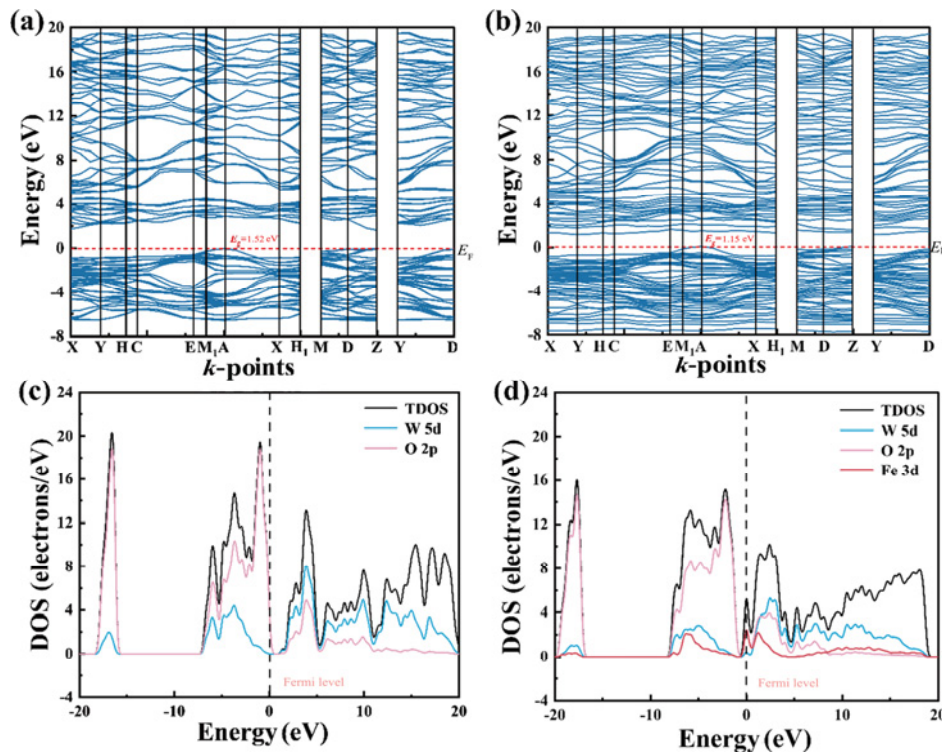 (a)
20
16
12
8
4
0
-4
-8
Energy (eV)
E_g=1.52 eV
E_F
X Y H C E M₁ A X H₁ M D Z Y D
k-points
(b)
20
16
12
8
4
0
-4
-8
Energy (eV)
E_g=1.15 eV
X Y H C E M₁ A X H₁ M D Z Y D
k-points
(c)
24
20
16
12
8
4
0
-4
DOS (electrons/eV)
TDOS
W 5d
O 2p
Fermi level
-20 -10 0 10 20
Energy (eV)
(d)
24
20
16
12
8
4
0
-4
DOS (electrons/eV)
TDOS
W 5d
O 2p
Fe 3d
Fermi level
-20 -10 0 10 20
Energy (eV)